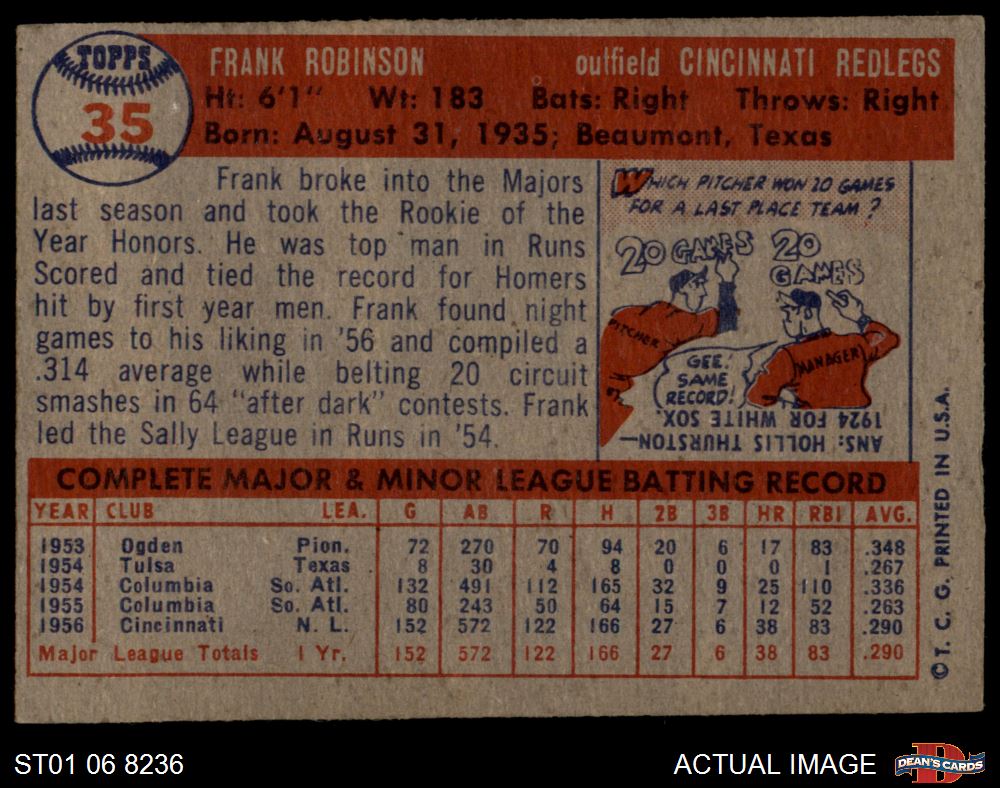 TOPPS
35
FRANK ROBINSON outfield CINCINNATI REDLEGS
Ht: 6'1" Wt: 183 Bats: Right Throws: Right
Born: August 31, 1935; Beaumont, Texas
Frank broke into the Majors
last season and took the Rookie of the
Year Honors. He was top man in Runs
Scored and tied the record for Homers
hit by first year men. Frank found night
games to his liking in '56 and compiled a
.314 average while belting 20 circuit
smashes in 64 "after dark" contests. Frank
led the Sally League in Runs in '54.
WHICH PITCHER WON 20 GAMES
FOR A LAST PLACE TEAM?
20 GAMES
20
GAMES
PITCHER
MANAGER
GEE!
SAME
RECORD!
ANS: HOLLIS THURSTON—
1924 FOR WHITE SOX.
COMPLETE MAJOR & MINOR LEAGUE BATTING RECORD
YEAR CLUB LEA. G AB R H 2B 3B HR RBI AVG.
1953 Ogden Pion. 72 270 70 94 20 6 17 83 .348
1954 Tulsa Texas 8 30 4 8 0 0 0 1 .267
1954 Columbia So. Atl. 132 491 112 165 32 9 25 110 .336
1955 Columbia So. Atl. 80 243 50 64 15 7 12 52 .263
1956 Cincinnati N. L. 152 572 122 166 27 6 38 83 .290
Major League Totals 1 Yr. 152 572 122 166 27 6 38 83 .290
© T. C. G. PRINTED IN U.S.A.
ST01 06 8236
ACTUAL IMAGE
D
DEAN'S CARDS